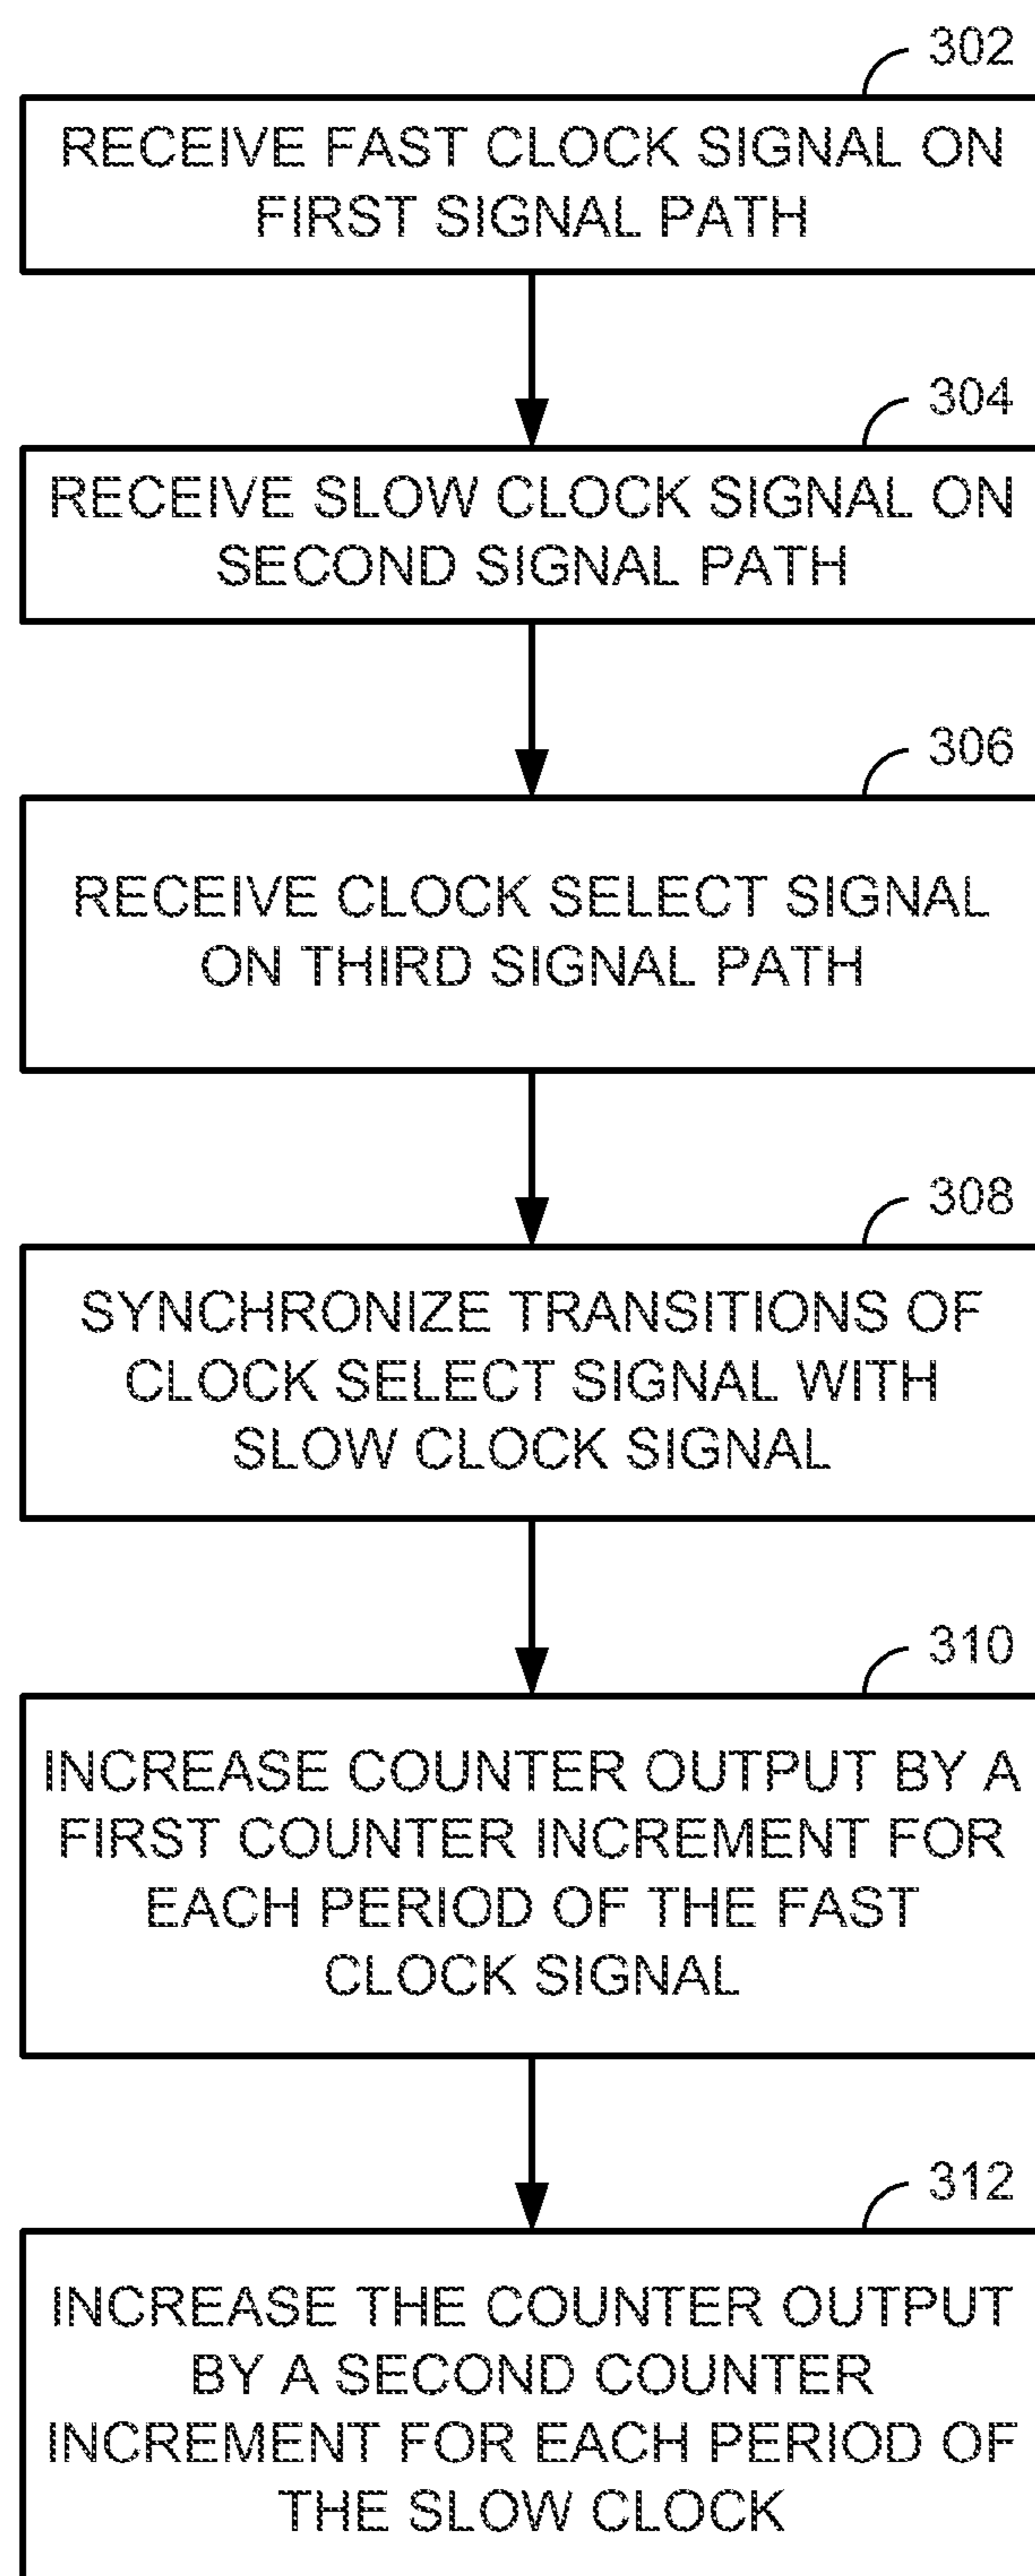 302
RECEIVE FAST CLOCK SIGNAL ON
FIRST SIGNAL PATH
304
RECEIVE SLOW CLOCK SIGNAL ON
SECOND SIGNAL PATH
306
RECEIVE CLOCK SELECT SIGNAL
ON THIRD SIGNAL PATH
308
SYNCHRONIZE TRANSITIONS OF
CLOCK SELECT SIGNAL WITH
SLOW CLOCK SIGNAL
310
INCREASE COUNTER OUTPUT BY A
FIRST COUNTER INCREMENT FOR
EACH PERIOD OF THE FAST
CLOCK SIGNAL
312
INCREASE THE COUNTER OUTPUT
BY A SECOND COUNTER
INCREMENT FOR EACH PERIOD OF
THE SLOW CLOCK